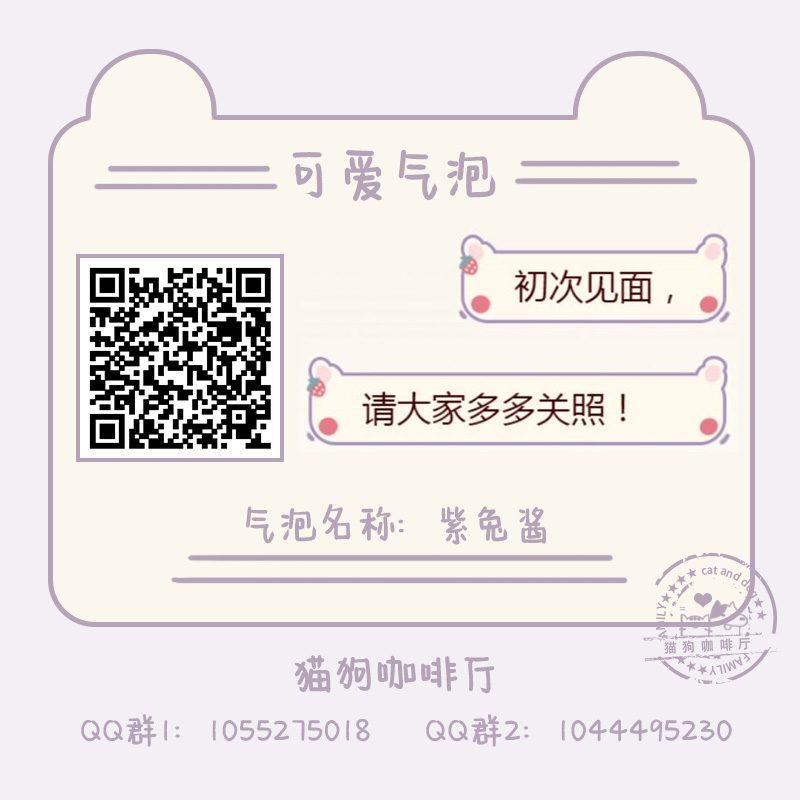 可爱气泡
初次见面，
请大家多多关照！
气泡名称： 紫兔酱
cat and dog
FAMILY
猫狗咖啡厅
FAMILY
猫狗咖啡厅
QQ群1： 1055275018 QQ群2： 1044495230